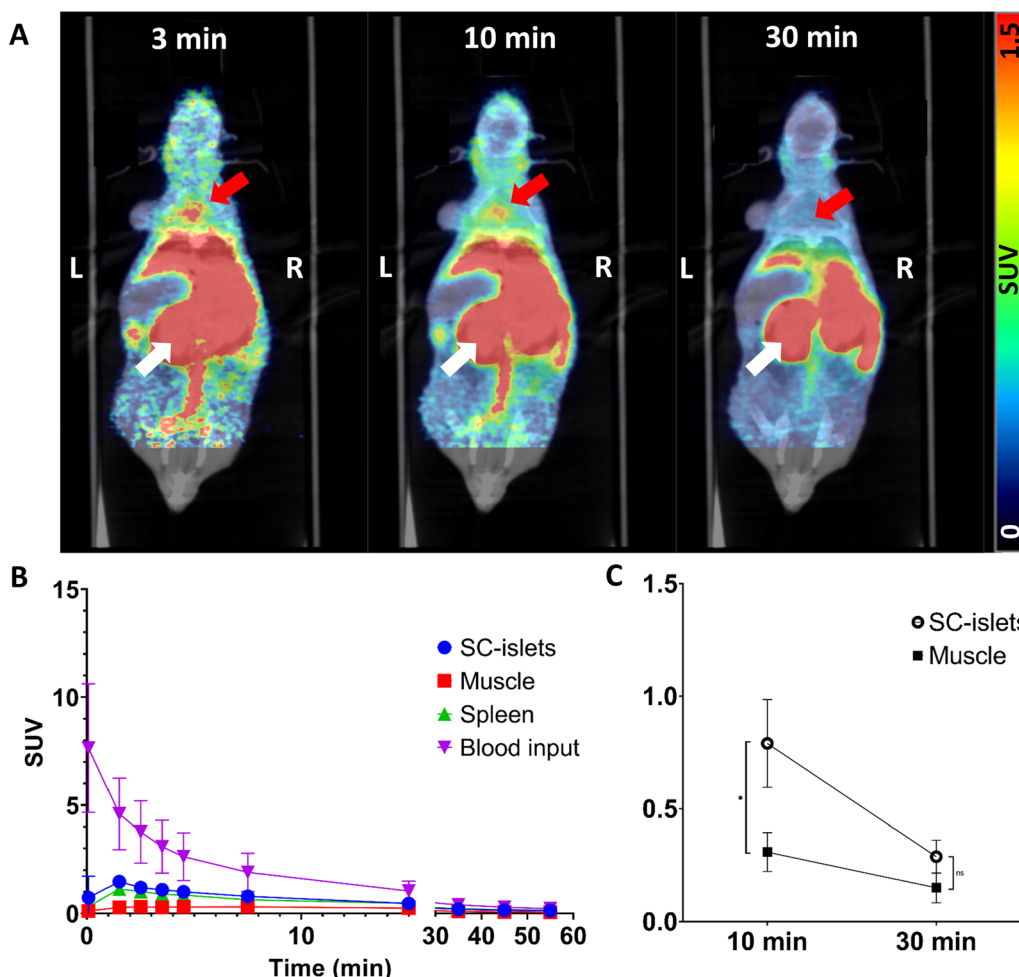 A
3 min
10 min
30 min
L
R
L
R
L
R
1.5
SUV
0
B
15
10
5
0
SUV
SC-islets
Muscle
Spleen
Blood input
0
10
30
40
50
60
Time (min)
C
1.5
1.0
0.5
0.0
SC-islets
Muscle
*
ns
10 min
30 min